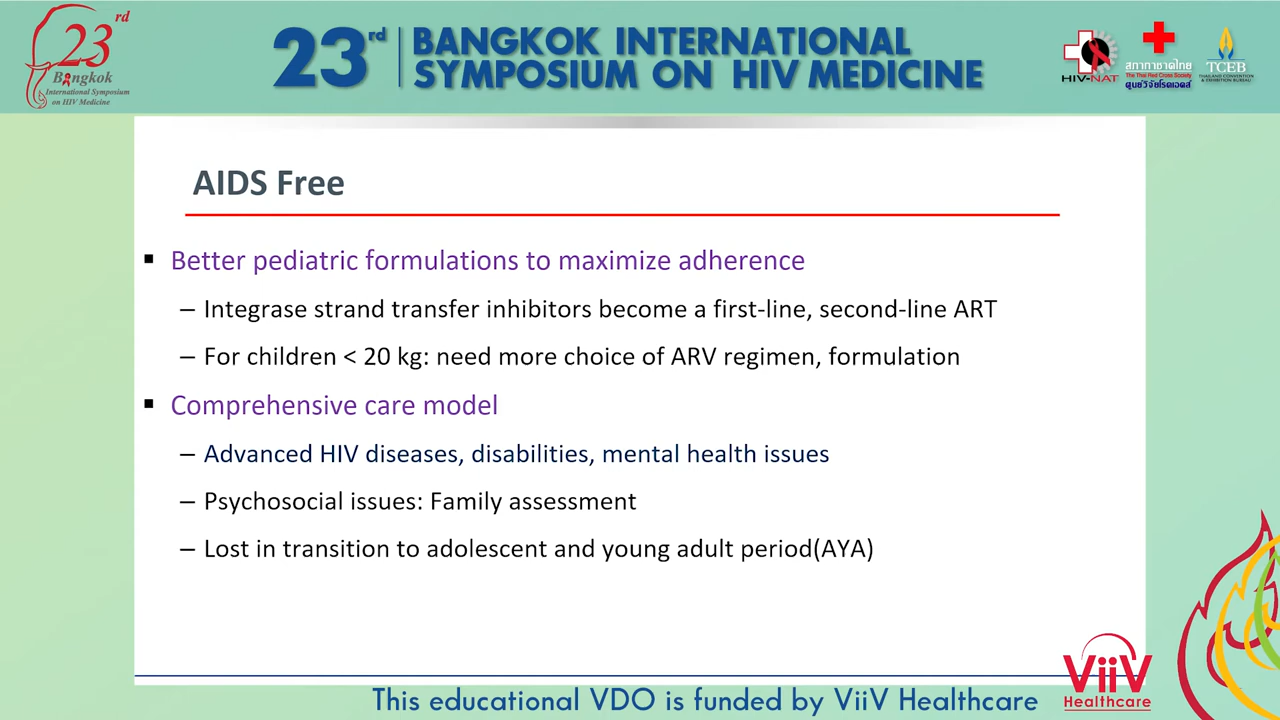 23rd
Bangkok
International Symposium
on HIV Medicine
23rd BANGKOK INTERNATIONAL
SYMPOSIUM ON HIV MEDICINE
HIV-NAT
สภากาชาดไทย
The Thai Red Cross Society
ศูนย์วิจัยโรคเอดส์
TCEB
THAILAND CONVENTION
& EXHIBITION BUREAU
AIDS Free
▪ Better pediatric formulations to maximize adherence
– Integrase strand transfer inhibitors become a first-line, second-line ART
– For children < 20 kg: need more choice of ARV regimen, formulation
▪ Comprehensive care model
– Advanced HIV diseases, disabilities, mental health issues
– Psychosocial issues: Family assessment
– Lost in transition to adolescent and young adult period(AYA)
This educational VDO is funded by ViiV Healthcare
ViiV
Healthcare